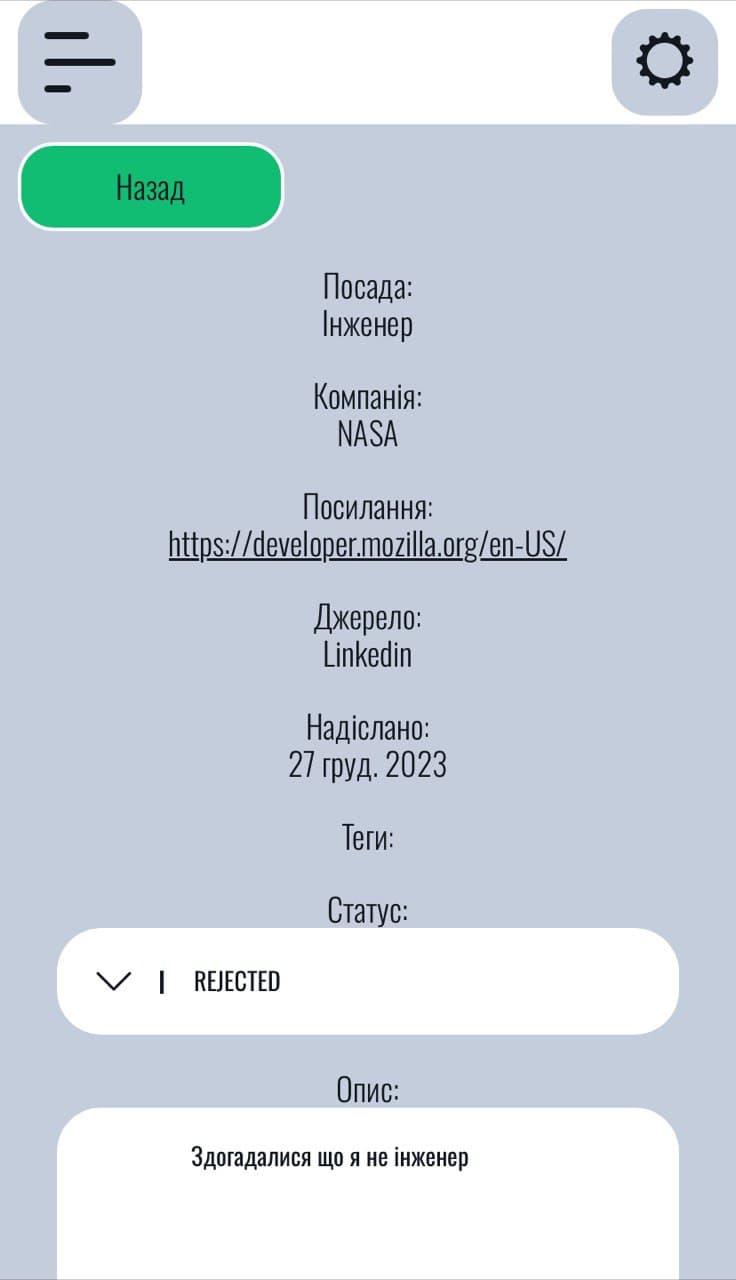 Назад
Посада:
Інженер
Компанія:
NASA
Посилання:
https://developer.mozilla.org/en-US/
Джерело:
Linkedin
Надіслано:
27 груд. 2023
Теги:
Статус:
REJECTED
Опис:
Здогадалися що я не інженер